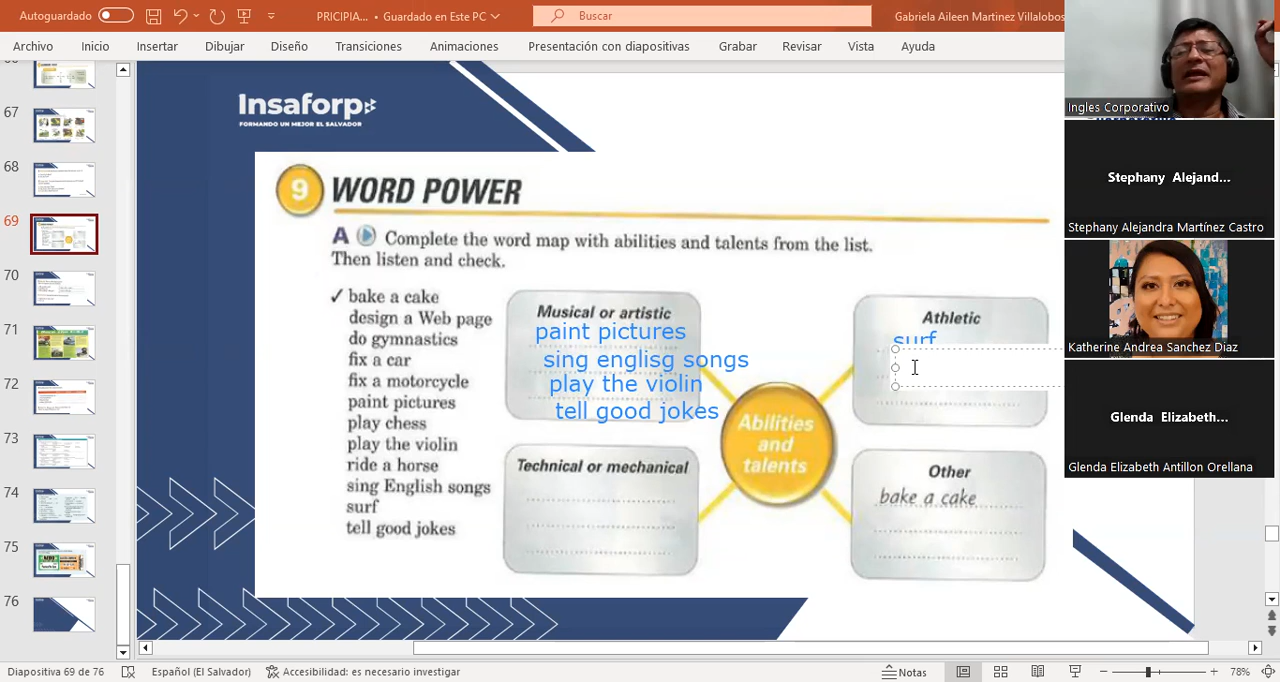 Autoguardado
PRICIPIA... • Guardado en Este PC
Buscar
Gabriela Aileen Martinez Villalobos
Archivo Inicio Insertar Dibujar Diseño Transiciones Animaciones Presentación con diapositivas Grabar Revisar Vista Ayuda
67
68
69
70
71
72
73
74
75
76
Insaforp
FORMANDO UN MEJOR EL SALVADOR
9 WORD POWER
A Complete the word map with abilities and talents from the list.
Then listen and check.
✓ bake a cake
design a Web page
do gymnastics
fix a car
fix a motorcycle
paint pictures
play chess
play the violin
ride a horse
sing English songs
surf
tell good jokes
Musical or artistic
paint pictures
sing englisg songs
play the violin
tell good jokes
Athletic
surf
Abilities
and
talents
Technical or mechanical
Other
bake a cake
Ingles Corporativo
Stephany Alejand...
Stephany Alejandra Martínez Castro
Katherine Andrea Sanchez Diaz
Glenda Elizabeth...
Glenda Elizabeth Antillon Orellana
Diapositiva 69 de 76
Español (El Salvador)
Accesibilidad: es necesario investigar
Notas
78%